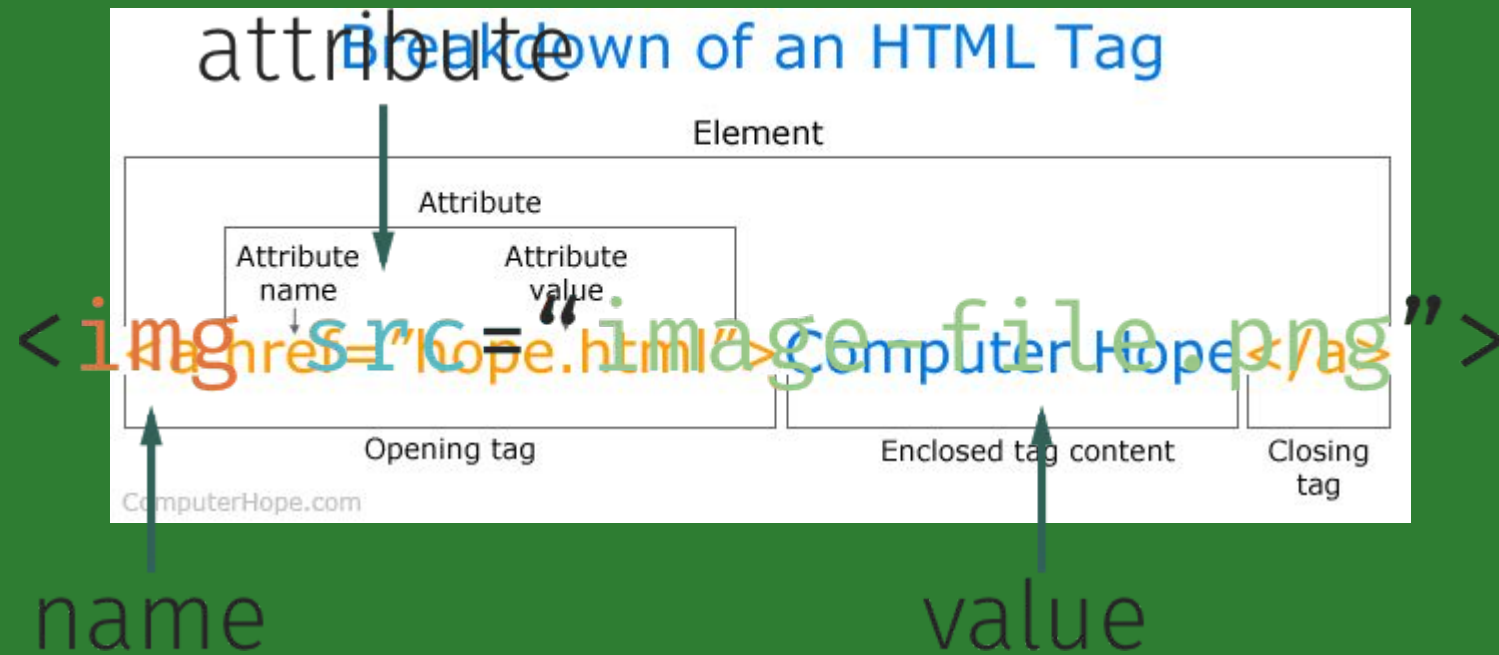 attribute
Breakdown of an HTML Tag
Element
Attribute
Attribute
name
Attribute
value
<img src=“image-file.png”>
<a href=”hope.html”>Computer Hope</a>
Opening tag
Enclosed tag content
Closing
tag
ComputerHope.com
name
value